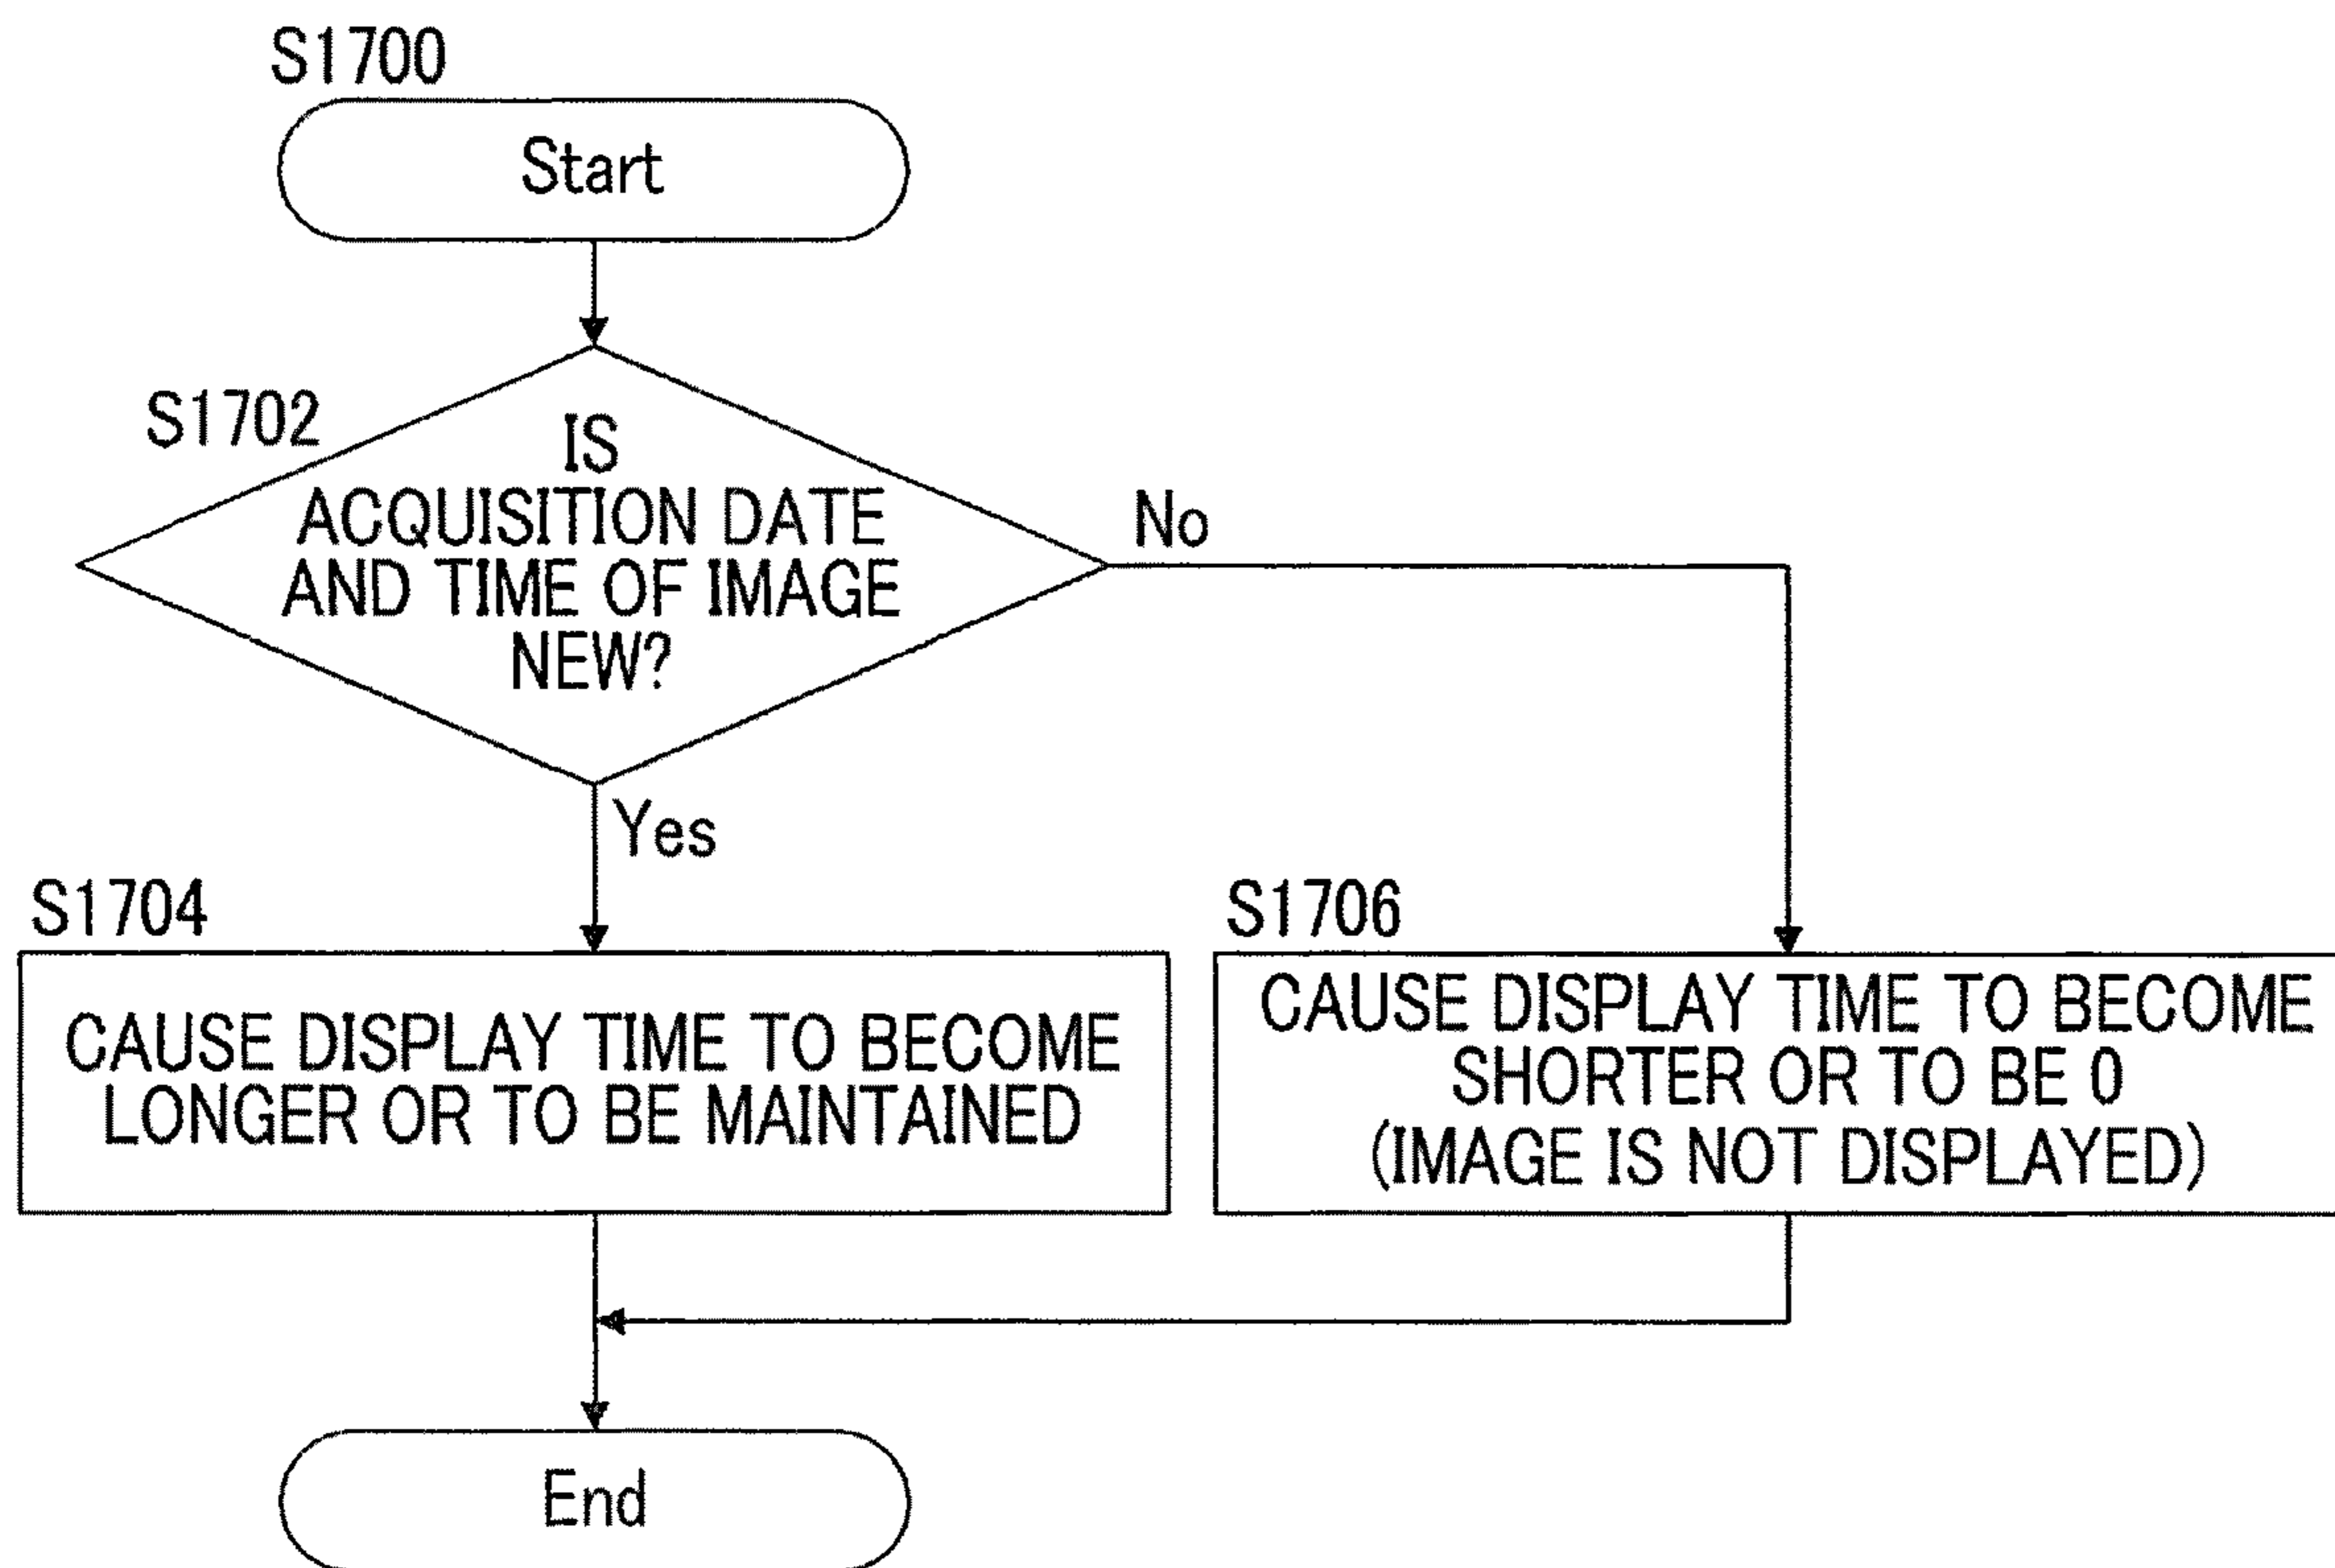 S1700
Start
S1702
IS
ACQUISITION DATE
AND TIME OF IMAGE
NEW?
No
Yes
S1704
CAUSE DISPLAY TIME TO BECOME
LONGER OR TO BE MAINTAINED
S1706
CAUSE DISPLAY TIME TO BECOME
SHORTER OR TO BE 0
(IMAGE IS NOT DISPLAYED)
End